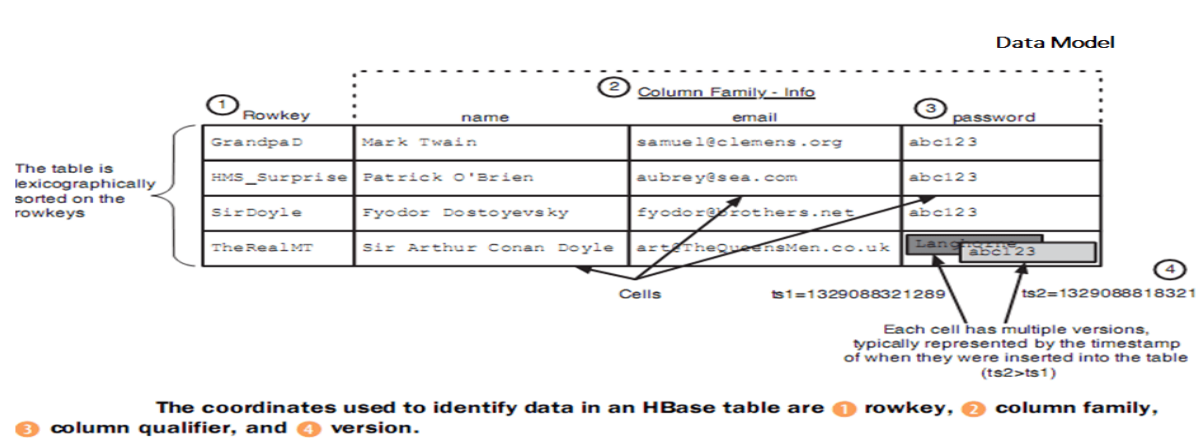 Data Model
2 Column Family - Info
1 Rowkey name email 3 password
GrandpaD Mark Twain samuel@clemens.org abc123
HMS_Surprise Patrick O'Brien aubrey@sea.com abc123
SirDoyle Fyodor Dostoyevsky fyodor@brothers.net abc123
TheRealMT Sir Arthur Conan Doyle art@TheQueensMen.co.uk Langhorne abc123
The table is
lexicographically
sorted on the
rowkeys
Cells ts1=1329088321289 ts2=1329088818321 4
Each cell has multiple versions,
typically represented by the timestamp
of when they were inserted into the table
(ts2>ts1)
The coordinates used to identify data in an HBase table are 1 rowkey, 2 column family,
3 column qualifier, and 4 version.